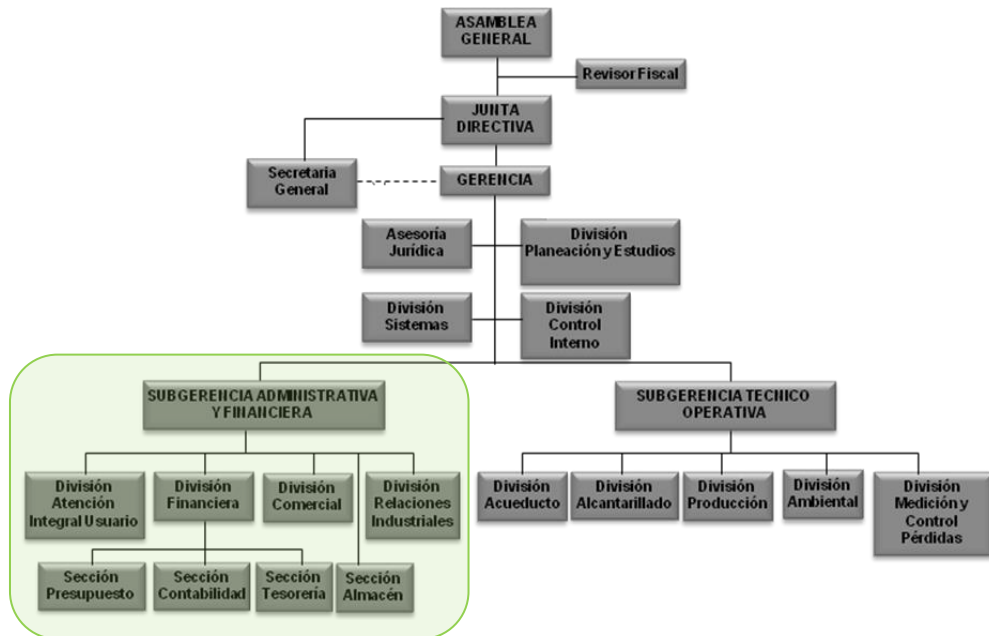 ASAMBLEA
GENERAL
Revisor Fiscal
JUNTA
DIRECTIVA
Secretaria
General
GERENCIA
Asesoría
Jurídica
División
Planeación y Estudios
División
Sistemas
División
Control
Interno
SUBGERENCIA ADMINISTRATIVA
Y FINANCIERA
SUBGERENCIA TECNICO
OPERATIVA
División
Atención
Integral Usuario
División
Financiera
División
Comercial
División
Relaciones
Industriales
División
Acueducto
División
Alcantarillado
División
Producción
División
Ambiental
División
Medición y
Control
Pérdidas
Sección
Presupuesto
Sección
Contabilidad
Sección
Tesorería
Sección
Almacén